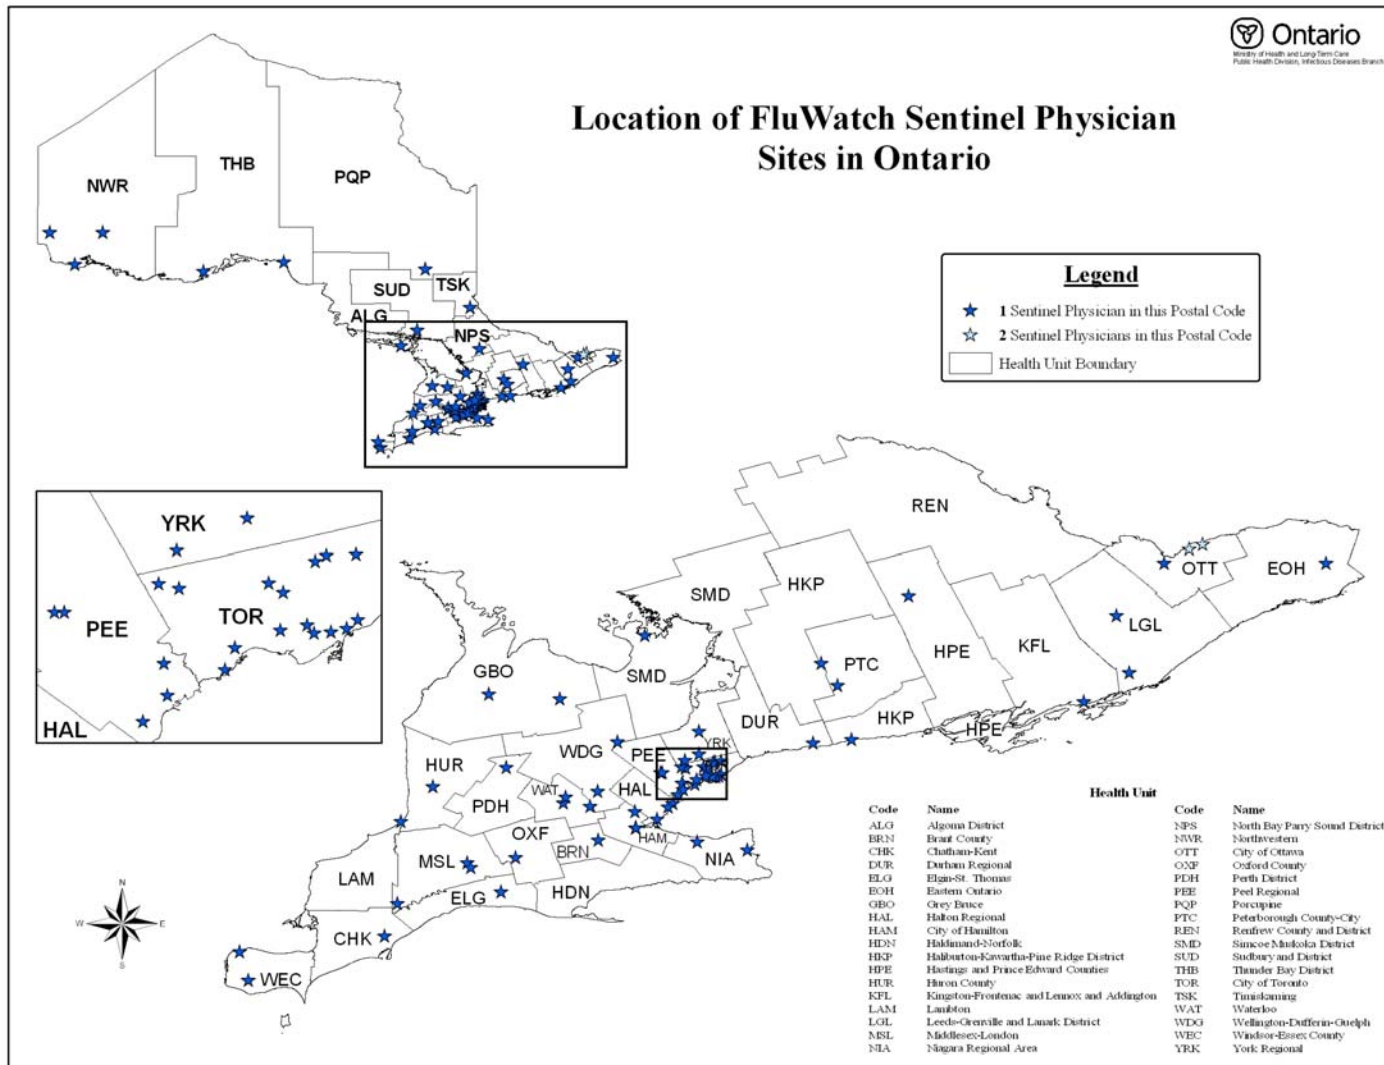 Ontario
Ministry of Health and Long-Term Care
Public Health Division, Infectious Diseases Branch
Location of FluWatch Sentinel Physician
Sites in Ontario
THB
PQP
NWR
SUD
TSK
ALG
NPS
Legend
1 Sentinel Physician in this Postal Code
2 Sentinel Physicians in this Postal Code
Health Unit Boundary
YRK
TOR
PEE
HAL
REN
OTT
EOH
SMD
HKP
LGL
GBO
SMD
PTC
HPE
KFL
DUR
HKP
HPE
WDG
PEE
YRK
HUR
WAT
HAL
PDH
OXF
HAM
MSL
BRN
NIA
LAM
ELG
HDN
CHK
WEC
N
W E
S
Health Unit
Code Name Code Name
ALG Algoma District NPS North Bay Parry Sound District
BRN Brant County NWR Northwestern
CHK Chatham-Kent OTT City of Ottawa
DUR Durham Regional OXF Oxford County
ELG Elgin-St. Thomas PDH Perth District
EOH Eastern Ontario PEE Peel Regional
GBO Grey Bruce PQP Porcupine
HAL Halton Regional PTC Peterborough County-City
HAM City of Hamilton REN Renfrew County and District
HDN Haldimand-Norfolk SMD Simcoe Muskoka District
HKP Haliburton-Kawartha-Pine Ridge District SUD Sudbury and District
HPE Hastings and Prince Edward Counties THB Thunder Bay District
HUR Huron County TOR City of Toronto
KFL Kingston-Frontenac and Lennox and Addington TSK Timiskaming
LAM Lambton WAT Waterloo
LGL Leeds-Grenville and Lanark District WDG Wellington-Dufferin-Guelph
MSL Middlesex-London WEC Windsor-Essex County
NIA Niagara Regional Area YRK York Regional